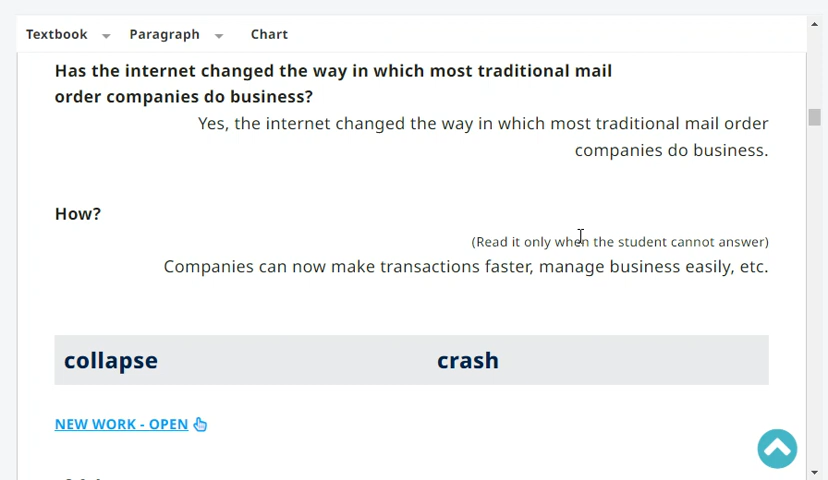 Textbook Paragraph Chart
Has the internet changed the way in which most traditional mail
order companies do business?
Yes, the internet changed the way in which most traditional mail order
companies do business.
How?
(Read it only when the student cannot answer)
Companies can now make transactions faster, manage business easily, etc.
collapse crash
NEW WORK - OPEN